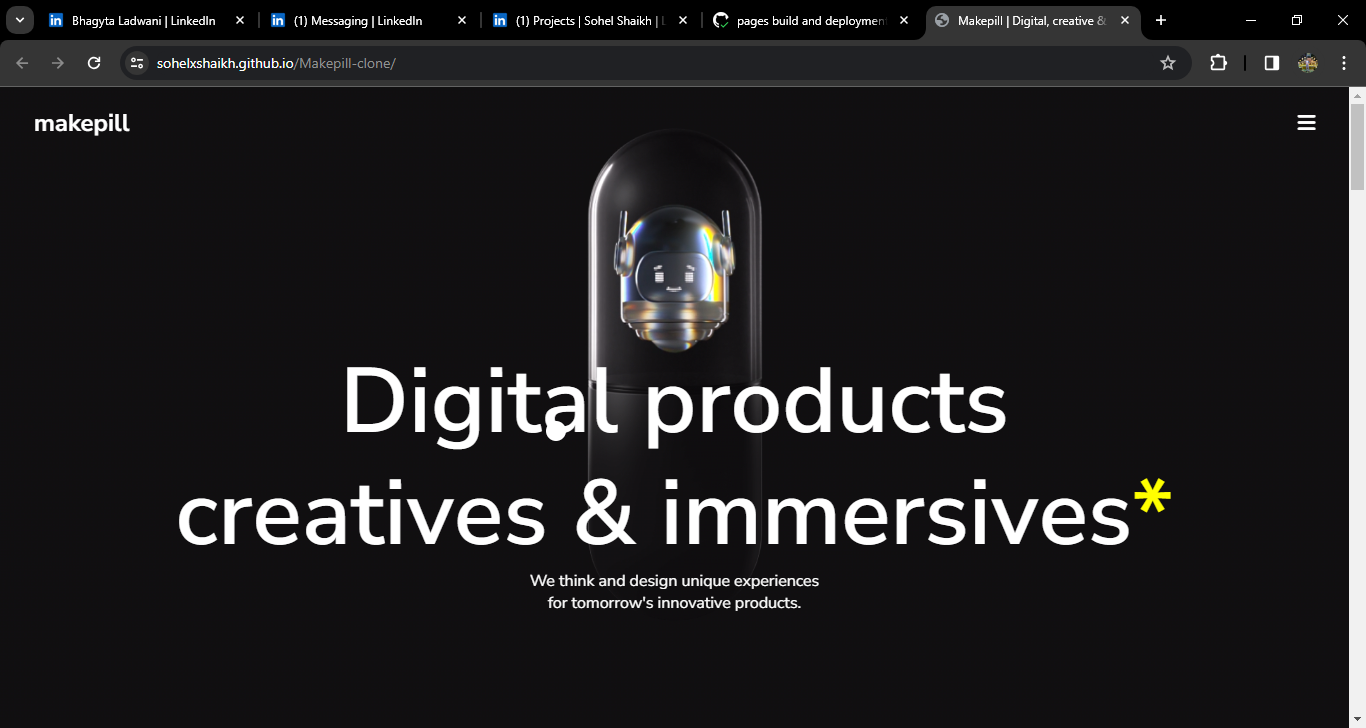 Bhagyta Ladwani | LinkedIn
(1) Messaging | LinkedIn
(1) Projects | Sohel Shaikh | L
pages build and deploymen
Makepill | Digital, creative &
sohelxshaikh.github.io/Makepill-clone/
makepill
Digital products
creatives & immersives*
We think and design unique experiences
for tomorrow's innovative products.